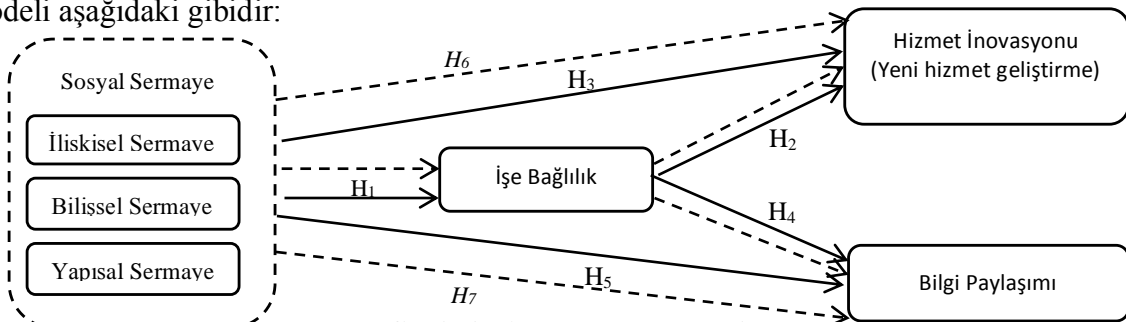 odeli aşağıdaki gibidir:
Sosyal Sermaye
İliskisel Sermaye
Bilişsel Sermaye
Yapısal Sermaye
H6
H3
H1
İşe Bağlılık
H2
H4
H5
H7
Hizmet İnovasyonu
(Yeni hizmet geliştirme)
Bilgi Paylaşımı